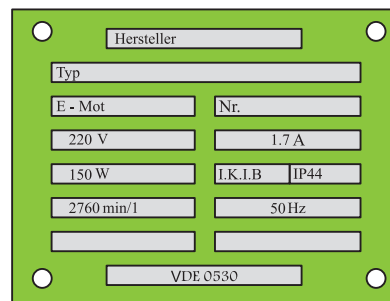 Hersteller
Typ
E - Mot Nr.
220 V 1.7 A
150 W I.K.I.B IP44
2760 min/1 50 Hz
VDE 0530